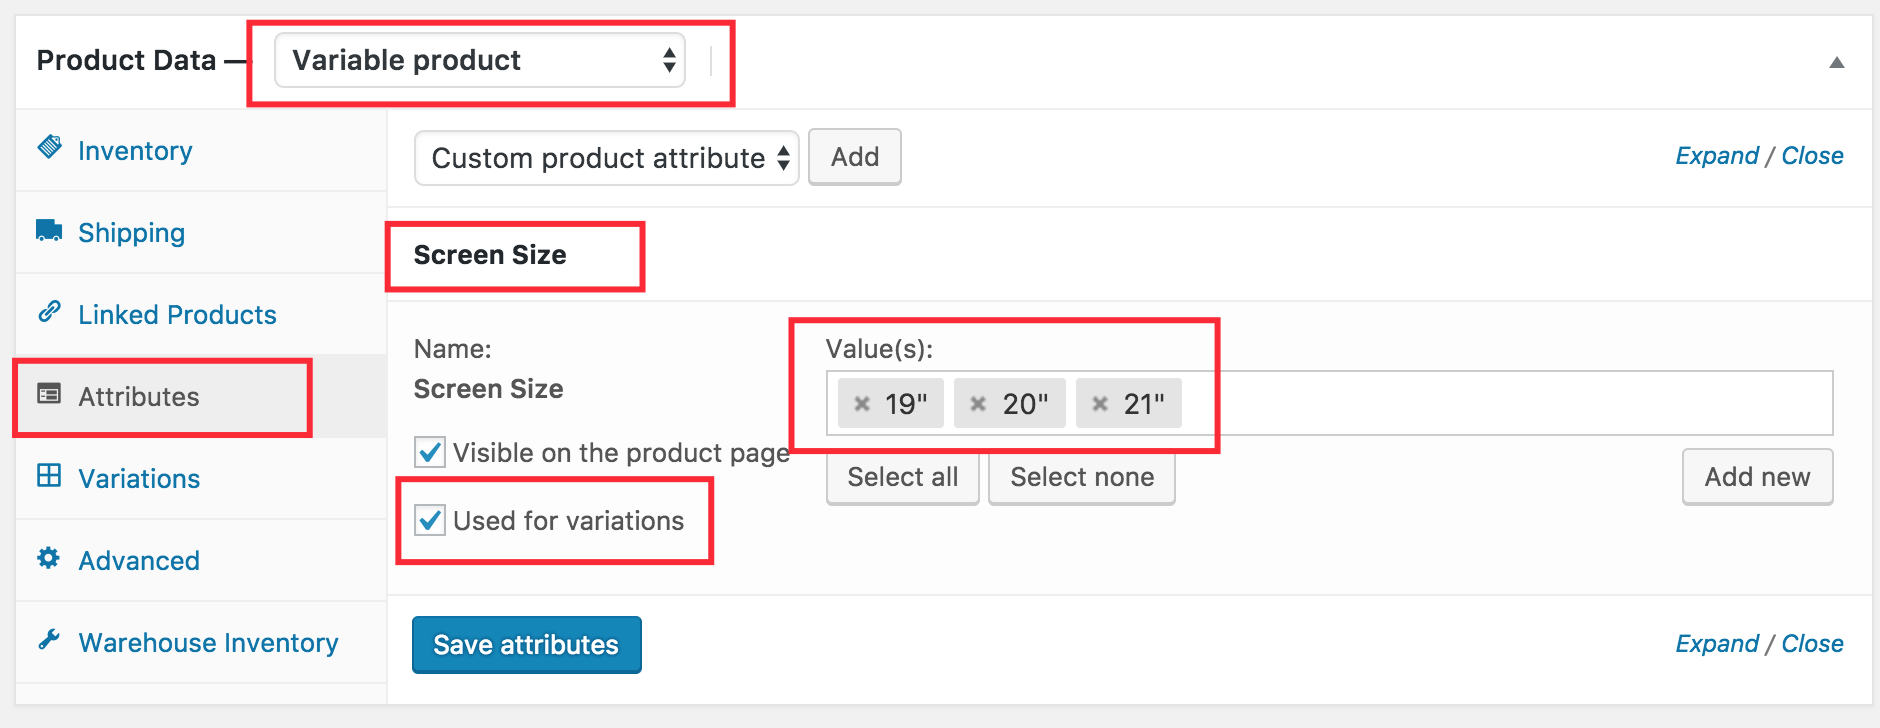 Product Data — Variable product
Inventory
Shipping
Linked Products
Attributes
Variations
Advanced
Warehouse Inventory
Custom product attribute Add Expand / Close
Screen Size
Name:
Screen Size
Visible on the product page
Used for variations
Value(s):
× 19" × 20" × 21"
Select all Select none Add new
Save attributes Expand / Close